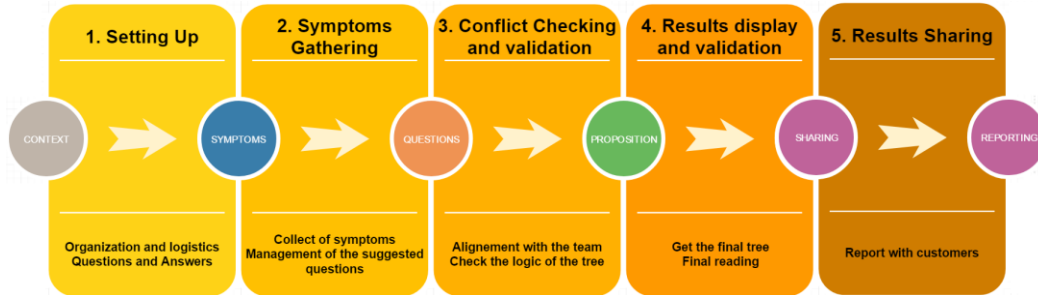 1. Setting Up
2. Symptoms
Gathering
3. Conflict Checking
and validation
4. Results display
and validation
5. Results Sharing
CONTEXT
SYMPTOMS
QUESTIONS
PROPOSITION
SHARING
REPORTING
Organization and logistics
Questions and Answers
Collect of symptoms
Management of the suggested
questions
Alignement with the team
Check the logic of the tree
Get the final tree
Final reading
Report with customers